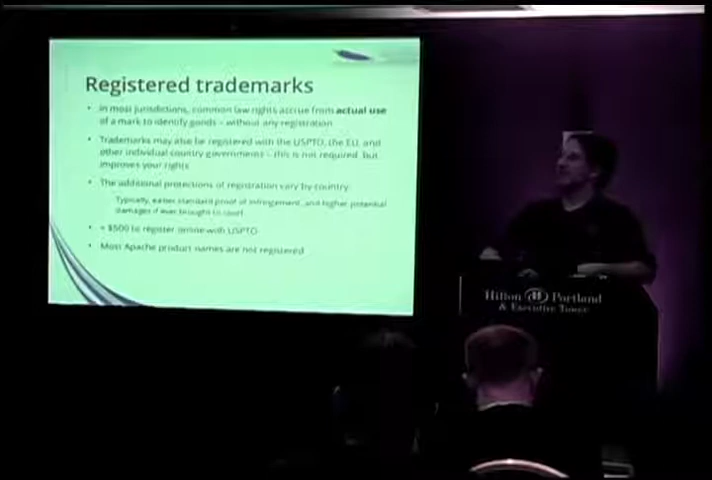 Registered trademarks
• In most jurisdictions, common law rights accrue from actual use
of a mark to identify goods – without any registration
• Trademarks may also be registered with the USPTO, the EU, and
other individual country governments – this is not required, but
improves your rights
• The additional protections of registration vary by country
Typically, easier standard proof of infringement, and higher potential
damages if ever brought to court
• < $500 to register online with USPTO
• Most Apache product names are not registered
Hilton Portland
& Executive Tower